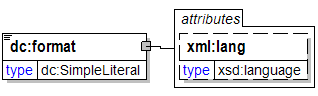 attributes
dc:format
type dc:SimpleLiteral
xml:lang
type xsd:language